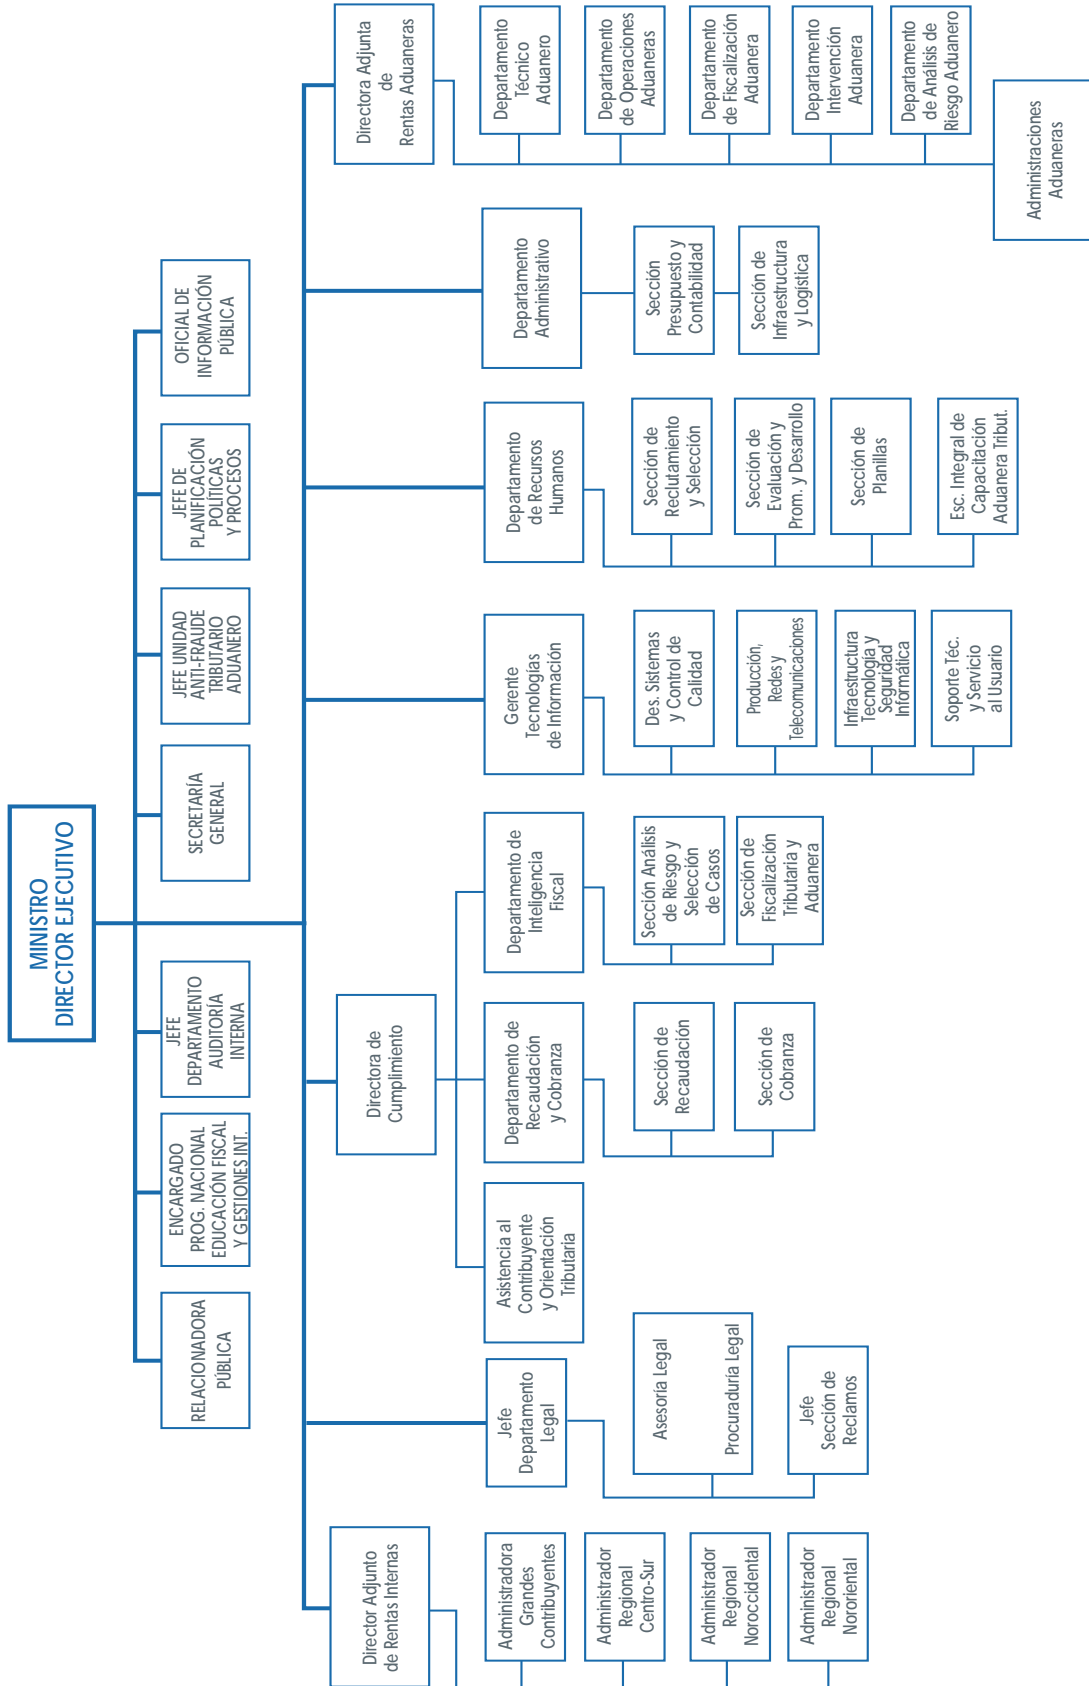 MINISTRO
DIRECTOR EJECUTIVO
RELACIONADORA
PÚBLICA
ENCARGADO
PROG. NACIONAL
EDUCACIÓN FISCAL
Y GESTIONES INT.
JEFE
DEPARTAMENTO
AUDITORÍA
INTERNA
SECRETARÍA
GENERAL
JEFE UNIDAD
ANTI-FRAUDE
TRIBUTARIO
ADUANERO
JEFE DE
PLANIFICACIÓN
POLÍTICAS
Y PROCESOS
OFICIAL DE
INFORMACIÓN
PÚBLICA
Director Adjunto
de Rentas Internas
Administradora
Grandes
Contribuyentes
Administrador
Regional
Centro-Sur
Administrador
Regional
Noroccidental
Administrador
Regional
Nororiental
Jefe
Departamento
Legal
Asesoría Legal
Procuraduría Legal
Jefe
Sección de
Reclamos
Directora de
Cumplimiento
Asistencia al
Contribuyente
y Orientación
Tributaria
Departamento de
Recaudación
y Cobranza
Sección de
Recaudación
Sección de
Cobranza
Departamento de
Inteligencia
Fiscal
Sección Análisis
de Riesgo y
Selección
de Casos
Sección de
Fiscalización
Tributaria y
Aduanera
Gerente
Tecnologías
de Información
Des. Sistemas
y Control de
Calidad
Producción,
Redes y
Telecomunicaciones
Infraestructura
Tecnología y
Seguridad
Informática
Soporte Téc.
y Servicio
al Usuario
Departamento
de Recursos
Humanos
Sección de
Reclutamiento
y Selección
Sección de
Evaluación y
Prom. y Desarrollo
Sección de
Planillas
Esc. Integral de
Capacitación
Aduanera Tribut.
Departamento
Administrativo
Sección
Presupuesto y
Contabilidad
Sección de
Infraestructura
y Logística
Directora Adjunta
de
Rentas Aduaneras
Departamento
Técnico
Aduanero
Departamento
de Operaciones
Aduaneras
Departamento
de Fiscalización
Aduanera
Departamento
Intervención
Aduanera
Departamento
de Análisis de
Riesgo Aduanero
Administraciones
Aduaneras